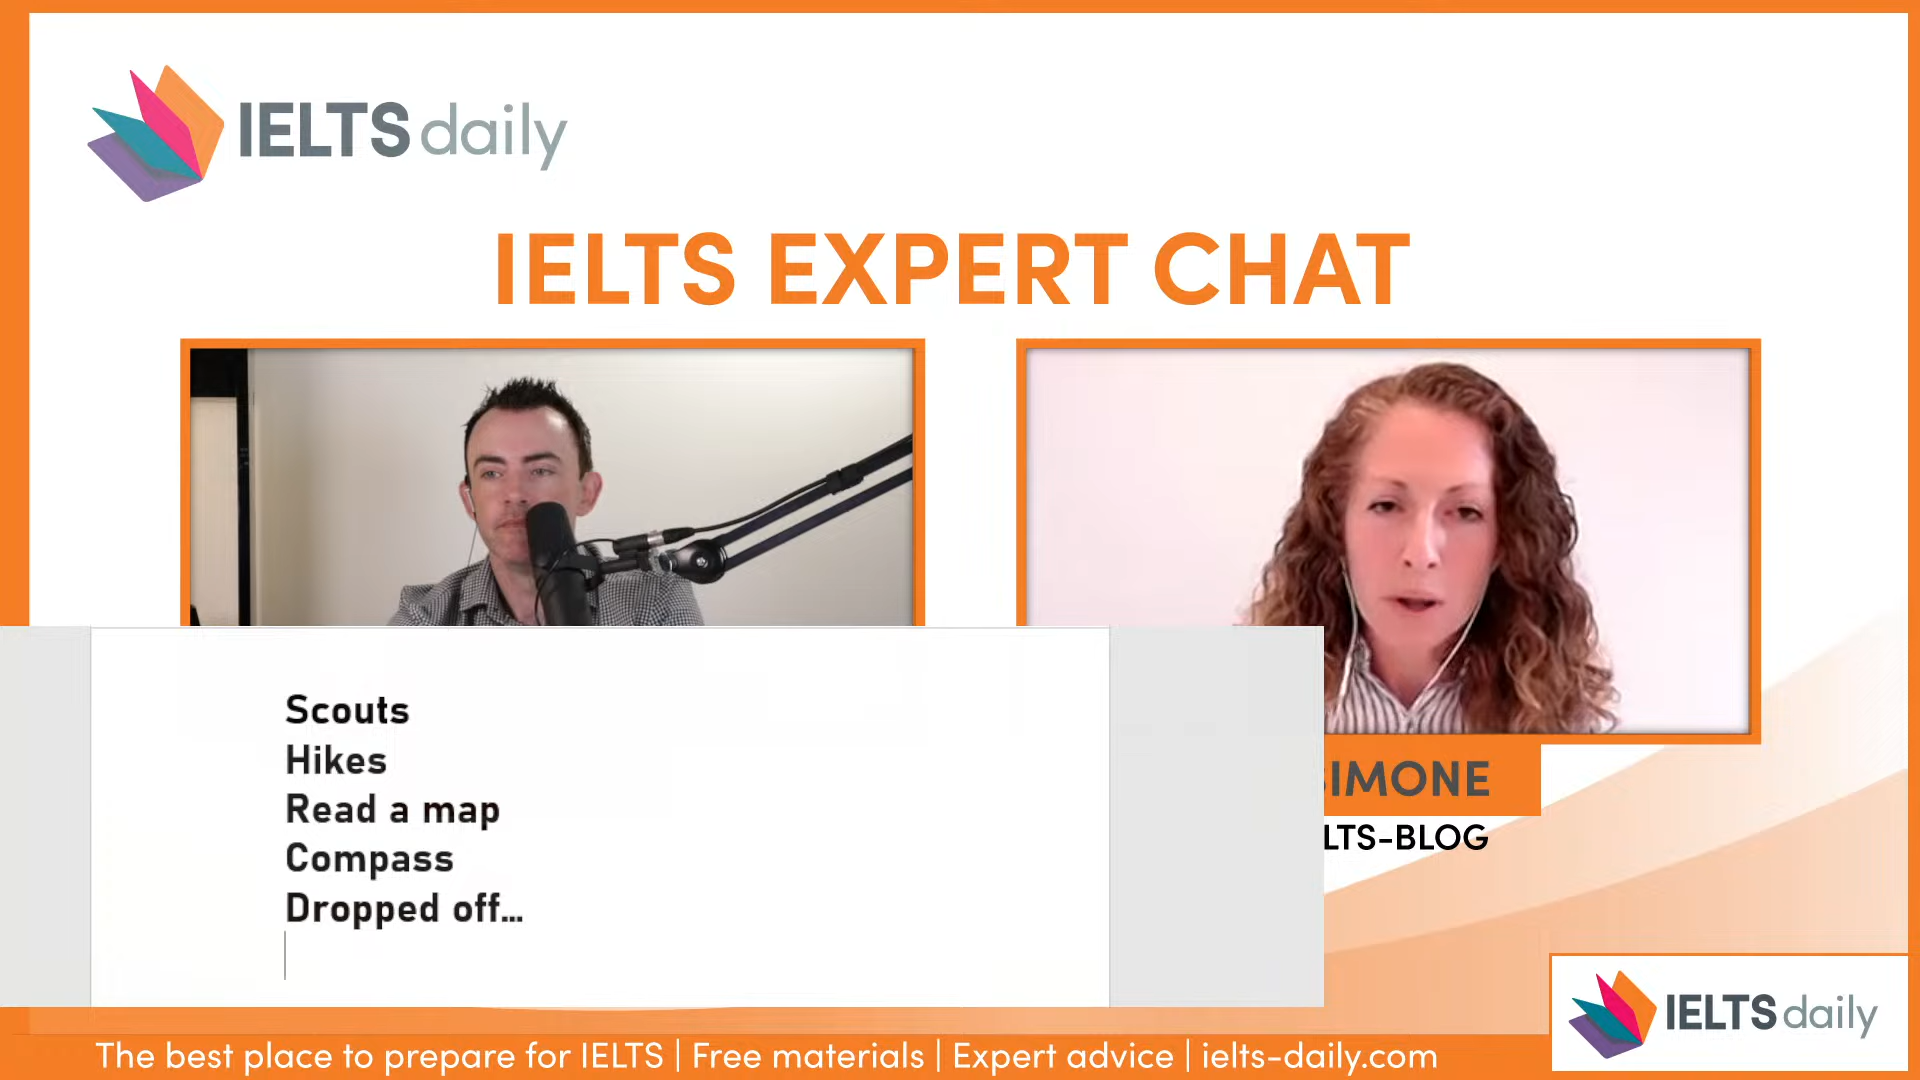 IELTS daily
IELTS EXPERT CHAT
Scouts
Hikes
Read a map
Compass
Dropped off...
SIMONE
LTS-BLOG
IELTS daily
The best place to prepare for IELTS | Free materials | Expert advice | ielts-daily.com